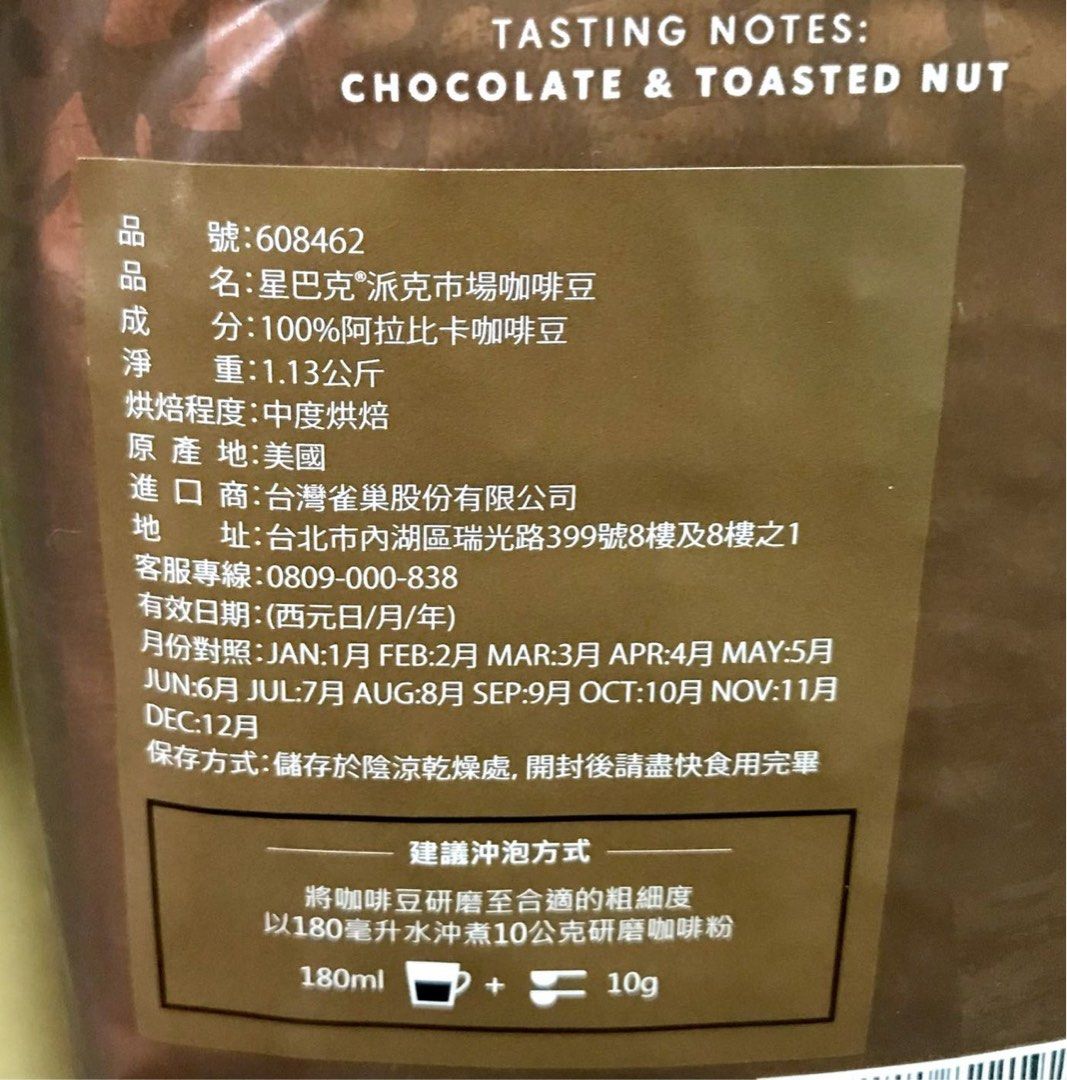 TASTING NOTES:
CHOCOLATE & TOASTED NUT
品 號:608462
品 名:星巴克®派克市場咖啡豆
成 分:100%阿拉比卡咖啡豆
淨 重:1.13公斤
烘焙程度:中度烘焙
原 產 地:美國
進 口 商:台灣雀巢股份有限公司
地 址:台北市內湖區瑞光路399號8樓及8樓之1
客服專線:0809-000-838
有效日期:(西元日/月/年)
月份對照:JAN:1月 FEB:2月 MAR:3月 APR:4月 MAY:5月
JUN:6月 JUL:7月 AUG:8月 SEP:9月 OCT:10月 NOV:11月
DEC:12月
保存方式:儲存於陰涼乾燥處, 開封後請盡快食用完畢
建議沖泡方式
將咖啡豆研磨至合適的粗細度
以180毫升水沖煮10公克研磨咖啡粉
180ml + 10g